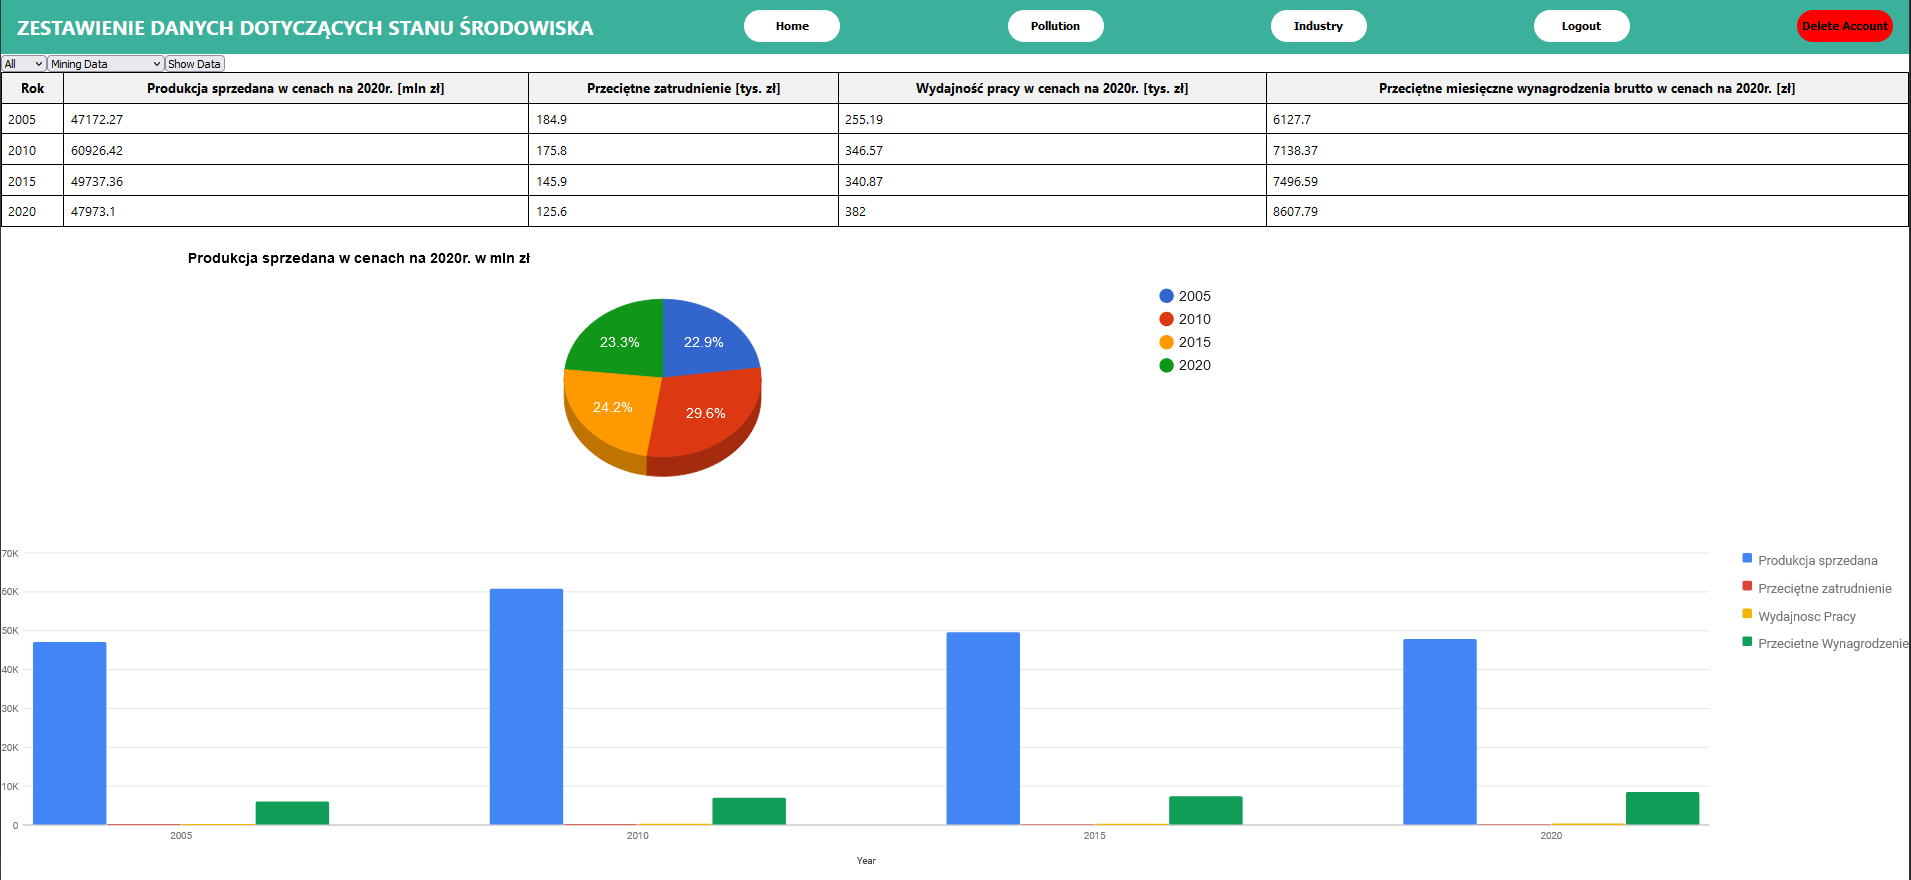 ZESTAWIENIE DANYCH DOTYCZĄCYCH STANU ŚRODOWISKA Home Pollution Industry Logout Delete Account
All Mining Data Show Data
Rok Produkcja sprzedana w cenach na 2020r. [mln zł] Przeciętne zatrudnienie [tys. zł] Wydajność pracy w cenach na 2020r. [tys. zł] Przeciętne miesięczne wynagrodzenia brutto w cenach na 2020r. [zł]
2005 47172.27 184.9 255.19 6127.7
2010 60926.42 175.8 346.57 7138.37
2015 49737.36 145.9 340.87 7496.59
2020 47973.1 125.6 382 8607.79
Produkcja sprzedana w cenach na 2020r. w mln zł
2005
2010
2015
2020
23.3% 22.9%
24.2% 29.6%
70K
60K
50K
40K
30K
20K
10K
0
Produkcja sprzedana
Przeciętne zatrudnienie
Wydajnosc Pracy
Przecietne Wynagrodzenie
2005 2010 2015 2020
Year